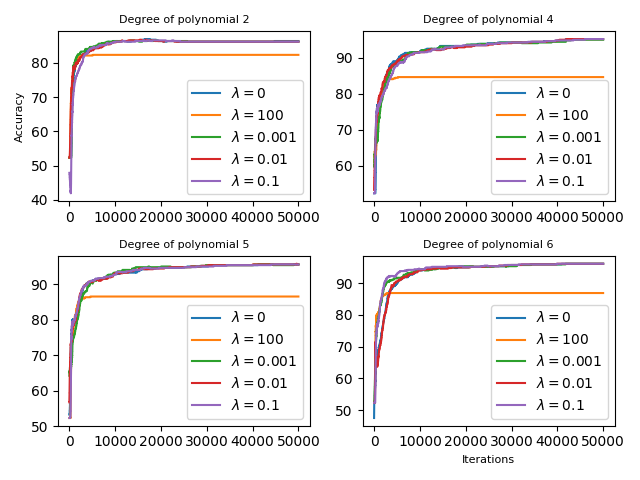 Degree of polynomial 2
Accuracy
80
70
60
50
40
0 10000 20000 30000 40000 50000
λ = 0
λ = 100
λ = 0.001
λ = 0.01
λ = 0.1
Degree of polynomial 4
90
80
70
60
0 10000 20000 30000 40000 50000
λ = 0
λ = 100
λ = 0.001
λ = 0.01
λ = 0.1
Degree of polynomial 5
90
80
70
60
50
0 10000 20000 30000 40000 50000
λ = 0
λ = 100
λ = 0.001
λ = 0.01
λ = 0.1
Degree of polynomial 6
90
80
70
60
50
0 10000 20000 30000 40000 50000
λ = 0
λ = 100
λ = 0.001
λ = 0.01
λ = 0.1
Iterations